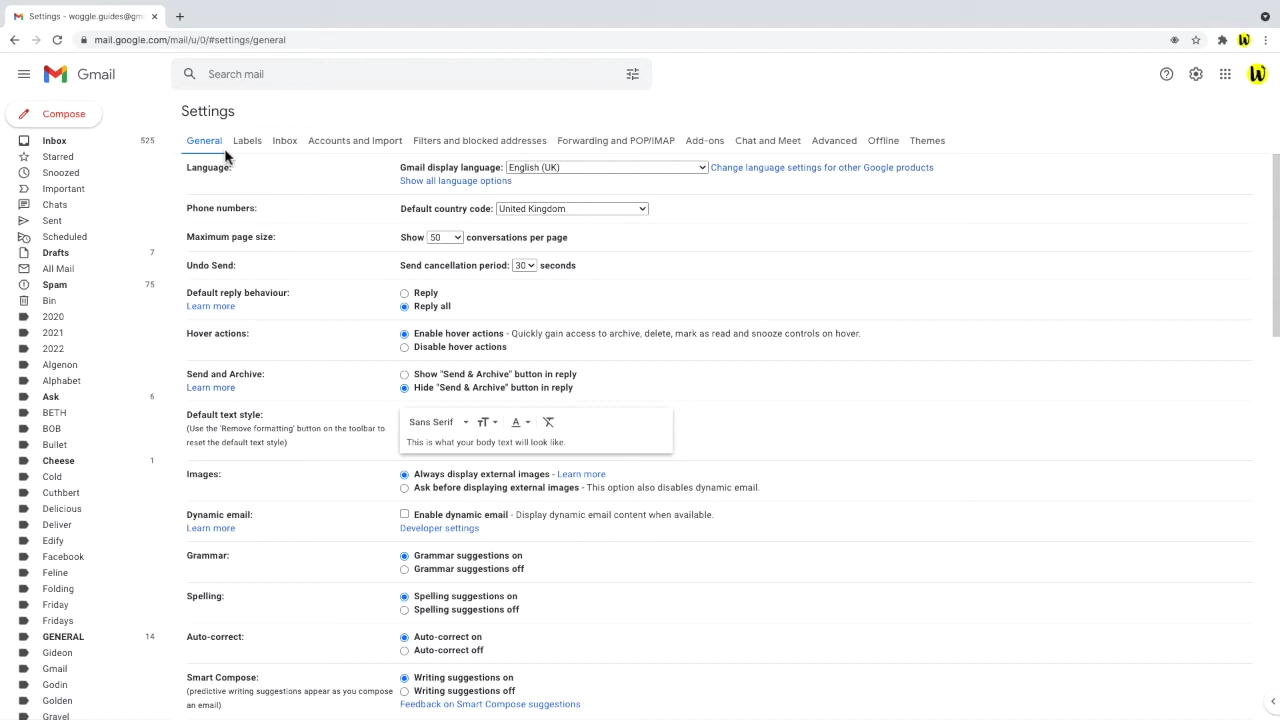 Settings - woggle.guides@gm
mail.google.com/mail/u/0/#settings/general
Gmail
Search mail
W
Compose
Inbox 525
Starred
Snoozed
Important
Chats
Sent
Scheduled
Drafts 7
All Mail
Spam 75
Bin
2020
2021
2022
Algenon
Alphabet
Ask 6
BETH
BOB
Bullet
Cheese 1
Cold
Cuthbert
Delicious
Deliver
Edify
Facebook
Feline
Folding
Friday
Fridays
GENERAL 14
Gideon
Gmail
Godin
Golden
Gravel
Settings
General Labels Inbox Accounts and Import Filters and blocked addresses Forwarding and POP/IMAP Add-ons Chat and Meet Advanced Offline Themes
Language: Gmail display language: English (UK) Change language settings for other Google products
Show all language options
Phone numbers: Default country code: United Kingdom
Maximum page size: Show 50 conversations per page
Undo Send: Send cancellation period: 30 seconds
Default reply behaviour: Reply
Learn more Reply all
Hover actions: Enable hover actions - Quickly gain access to archive, delete, mark as read and snooze controls on hover.
Disable hover actions
Send and Archive: Show "Send & Archive" button in reply
Learn more Hide "Send & Archive" button in reply
Default text style:
(Use the 'Remove formatting' button on the toolbar to
reset the default text style)
Sans Serif
This is what your body text will look like.
Images: Always display external images - Learn more
Ask before displaying external images - This option also disables dynamic email.
Dynamic email: Enable dynamic email - Display dynamic email content when available.
Learn more Developer settings
Grammar: Grammar suggestions on
Grammar suggestions off
Spelling: Spelling suggestions on
Spelling suggestions off
Auto-correct: Auto-correct on
Auto-correct off
Smart Compose: Writing suggestions on
(predictive writing suggestions appear as you compose Writing suggestions off
an email) Feedback on Smart Compose suggestions